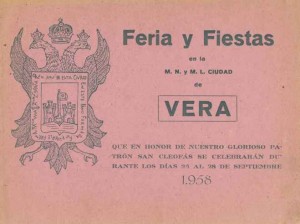 Feria y Fiestas
en la
M. N. y M. L. CIUDAD
de
VERA
QUE EN HONOR DE NUESTRO GLORIOSO PA-
TRÓN SAN CLEOFÁS SE CELEBRARÁN DU-
RANTE LOS DÍAS AL 28 DE SEPTIEMBRE
1958